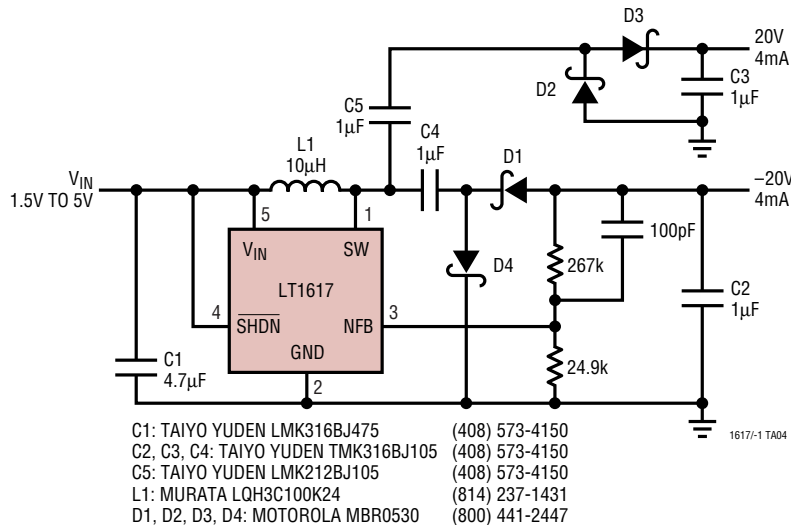 D3
20V
4mA
D2
C3
1µF
C5
1µF
C4
1µF
L1
10µH
D1
VIN
1.5V TO 5V
–20V
4mA
5
1
100pF
VIN
SW
D4
267k
LT1617
C2
1µF
4
SHDN
NFB
3
GND
24.9k
C1
4.7µF
2
1617/-1 TA04
C1: TAIYO YUDEN LMK316BJ475 (408) 573-4150
C2, C3, C4: TAIYO YUDEN TMK316BJ105 (408) 573-4150
C5: TAIYO YUDEN LMK212BJ105 (408) 573-4150
L1: MURATA LQH3C100K24 (814) 237-1431
D1, D2, D3, D4: MOTOROLA MBR0530 (800) 441-2447